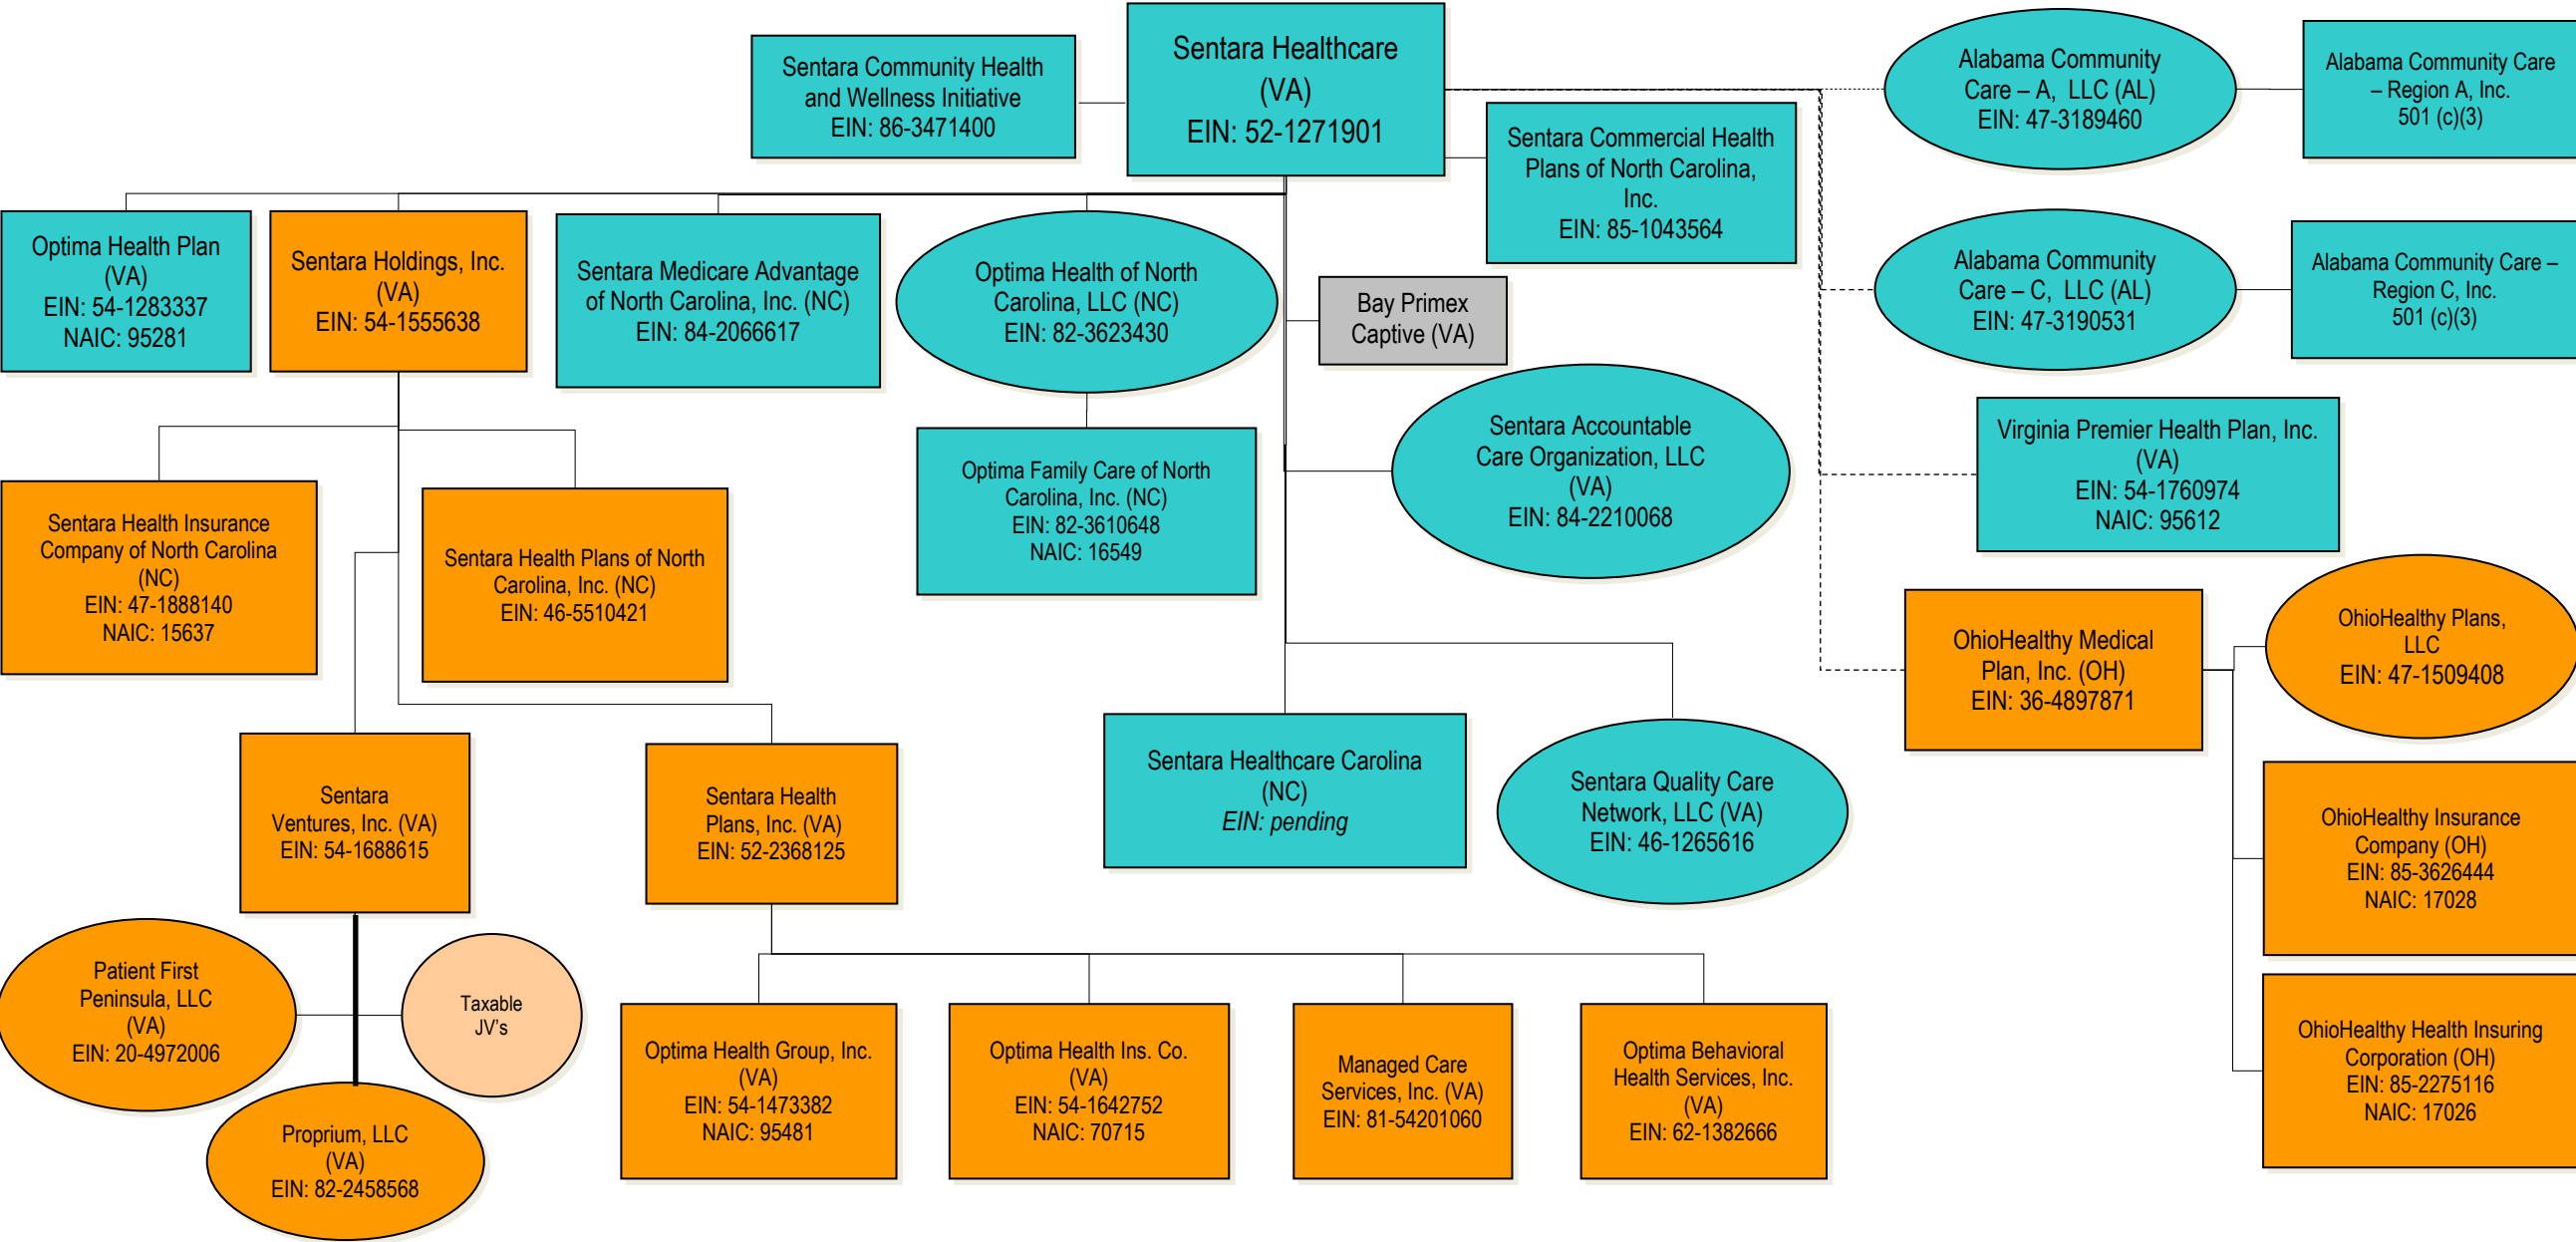 Sentara Community Health
and Wellness Initiative
EIN: 86-3471400
Sentara Healthcare
(VA)
EIN: 52-1271901
Sentara Commercial Health
Plans of North Carolina,
Inc.
EIN: 85-1043564
Alabama Community
Care – A, LLC (AL)
EIN: 47-3189460
Alabama Community Care
– Region A, Inc.
501 (c)(3)
Optima Health Plan
(VA)
EIN: 54-1283337
NAIC: 95281
Sentara Holdings, Inc.
(VA)
EIN: 54-1555638
Sentara Medicare Advantage
of North Carolina, Inc. (NC)
EIN: 84-2066617
Optima Health of North
Carolina, LLC (NC)
EIN: 82-3623430
Bay Primex
Captive (VA)
Alabama Community
Care – C, LLC (AL)
EIN: 47-3190531
Alabama Community Care –
Region C, Inc.
501 (c)(3)
Sentara Health Insurance
Company of North Carolina
(NC)
EIN: 47-1888140
NAIC: 15637
Sentara Health Plans of North
Carolina, Inc. (NC)
EIN: 46-5510421
Optima Family Care of North
Carolina, Inc. (NC)
EIN: 82-3610648
NAIC: 16549
Sentara Accountable
Care Organization, LLC
(VA)
EIN: 84-2210068
Virginia Premier Health Plan, Inc.
(VA)
EIN: 54-1760974
NAIC: 95612
OhioHealthy Medical
Plan, Inc. (OH)
EIN: 36-4897871
OhioHealthy Plans,
LLC
EIN: 47-1509408
Sentara
Ventures, Inc. (VA)
EIN: 54-1688615
Sentara Health
Plans, Inc. (VA)
EIN: 52-2368125
Sentara Healthcare Carolina
(NC)
EIN: pending
Sentara Quality Care
Network, LLC (VA)
EIN: 46-1265616
OhioHealthy Insurance
Company (OH)
EIN: 85-3626444
NAIC: 17028
Patient First
Peninsula, LLC
(VA)
EIN: 20-4972006
Taxable
JV's
Proprium, LLC
(VA)
EIN: 82-2458568
Optima Health Group, Inc.
(VA)
EIN: 54-1473382
NAIC: 95481
Optima Health Ins. Co.
(VA)
EIN: 54-1642752
NAIC: 70715
Managed Care
Services, Inc. (VA)
EIN: 81-54201060
Optima Behavioral
Health Services, Inc.
(VA)
EIN: 62-1382666
OhioHealthy Health Insuring
Corporation (OH)
EIN: 85-2275116
NAIC: 17026